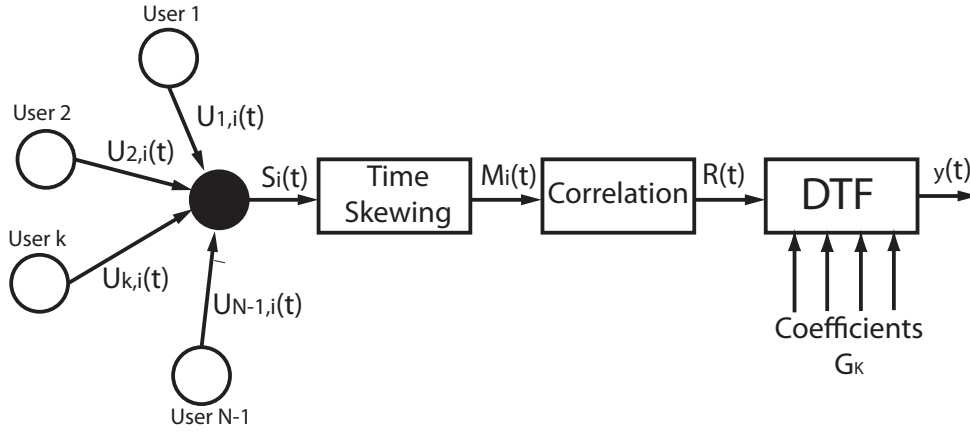 User 1
User 2
U1,i(t)
U2,i(t)
Si(t)
Time
Skewing
Mi(t)
Correlation
R(t)
DTF
y(t)
User k
Uk,i(t)
UN-1,i(t)
Coefficients
GK
User N-1